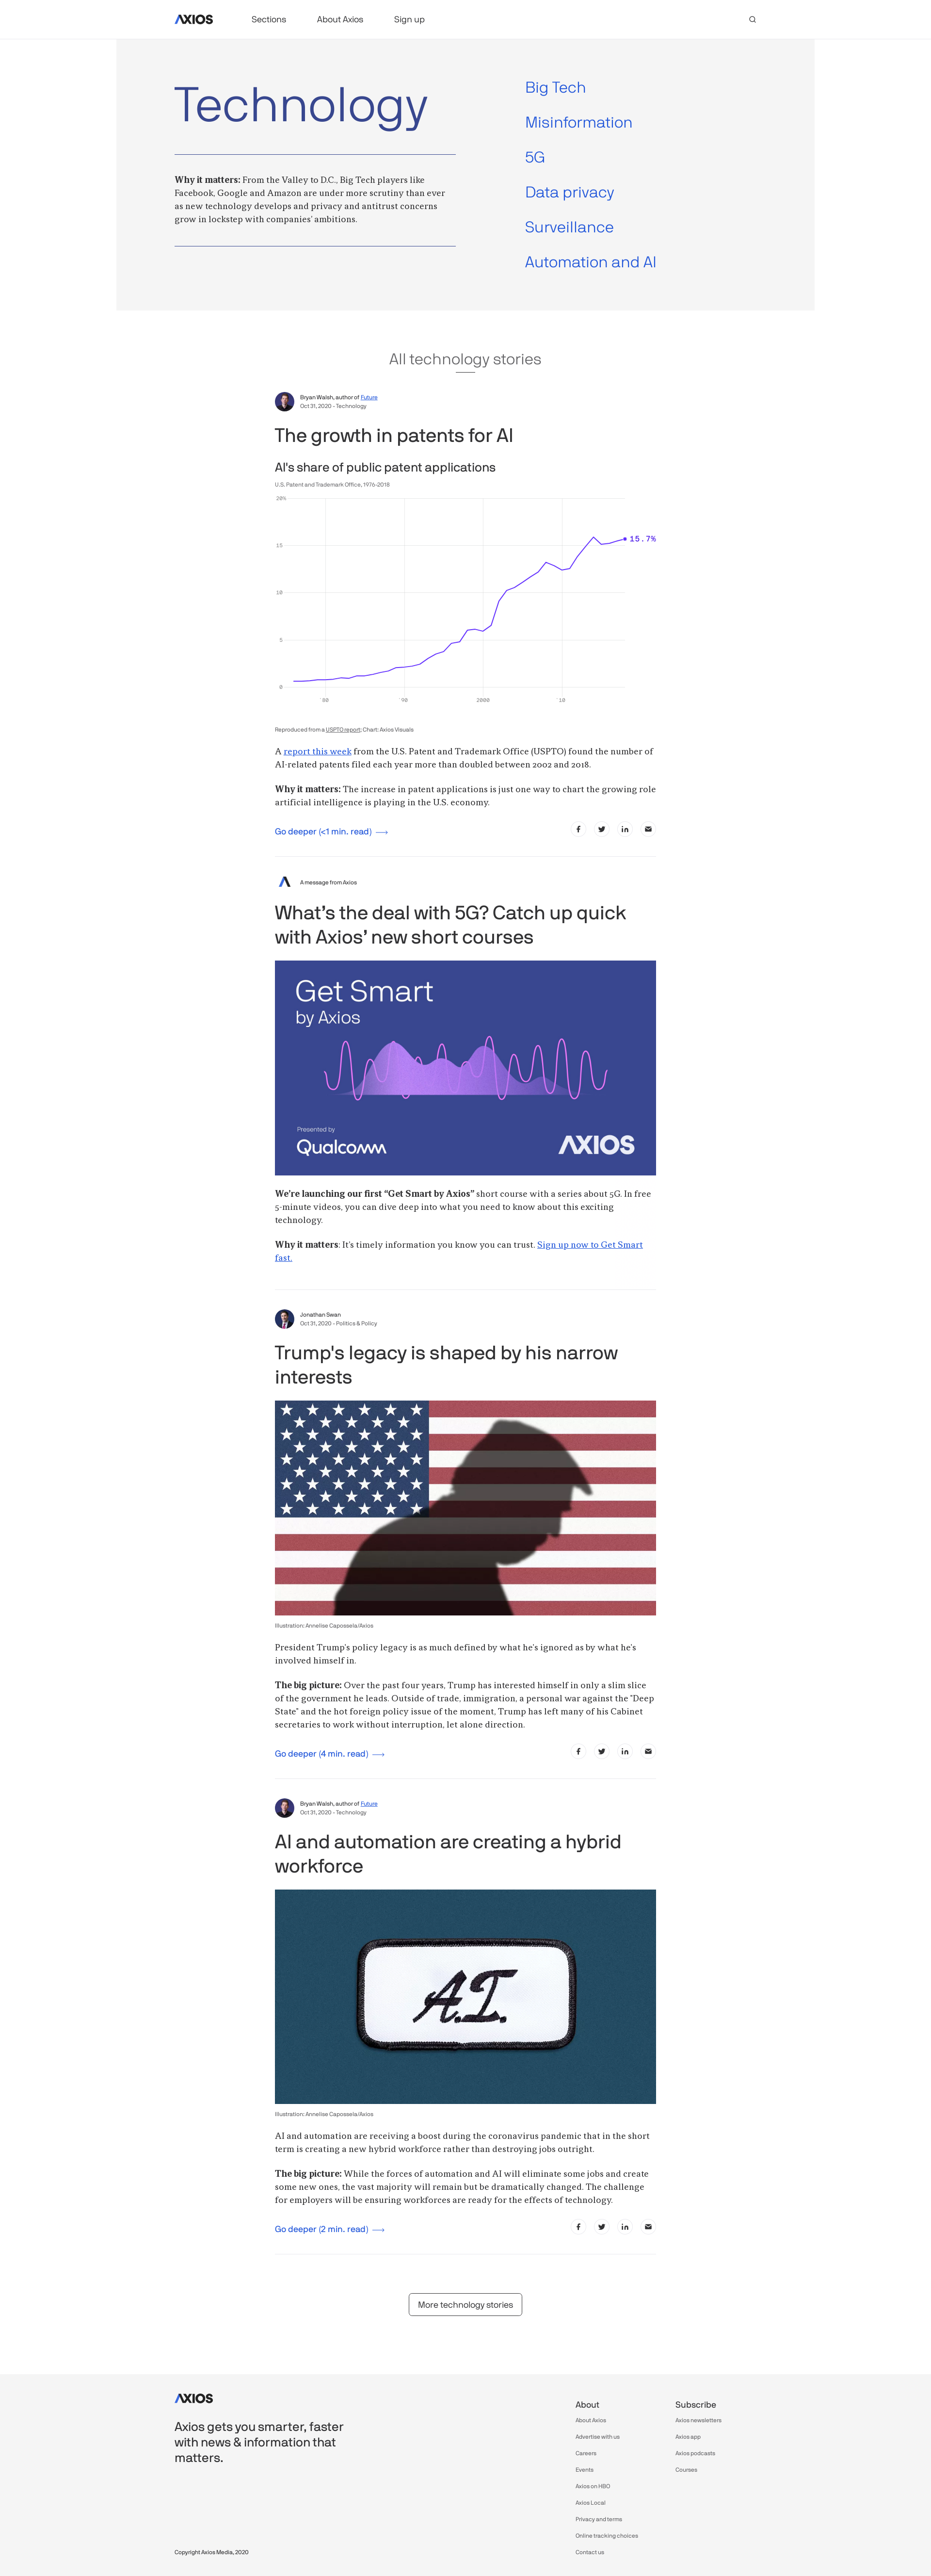 AXIOS
Sections
About Axios
Sign up
Technology
Why it matters: From the Valley to D.C., Big Tech players like
Facebook, Google and Amazon are under more scrutiny than ever
as new technology develops and privacy and antitrust concerns
grow in lockstep with companies' ambitions.
Big Tech
Misinformation
5G
Data privacy
Surveillance
Automation and AI
All technology stories
Bryan Walsh, author of Future
Oct 31, 2020 - Technology
The growth in patents for AI
AI's share of public patent applications
U.S. Patent and Trademark Office, 1976-2018
20%
15
10
5
0
'80
'90
2000
'10
15.7%
Reproduced from a USPTO report; Chart: Axios Visuals
A report this week from the U.S. Patent and Trademark Office (USPTO) found the number of
AI-related patents filed each year more than doubled between 2002 and 2018.
Why it matters: The increase in patent applications is just one way to chart the growing role
artificial intelligence is playing in the U.S. economy.
Go deeper (<1 min. read)
A message from Axios
What's the deal with 5G? Catch up quick
with Axios' new short courses
Get Smart
by Axios
Presented by
Qualcomm
AXIOS
We're launching our first “Get Smart by Axios” short course with a series about 5G. In free
5-minute videos, you can dive deep into what you need to know about this exciting
technology.
Why it matters: It's timely information you know you can trust. Sign up now to Get Smart
fast.
Jonathan Swan
Oct 31, 2020 - Politics & Policy
Trump's legacy is shaped by his narrow
interests
Illustration: Annelise Capossela/Axios
President Trump's policy legacy is as much defined by what he's ignored as by what he's
involved himself in.
The big picture: Over the past four years, Trump has interested himself in only a slim slice
of the government he leads. Outside of trade, immigration, a personal war against the "Deep
State" and the hot foreign policy issue of the moment, Trump has left many of his Cabinet
secretaries to work without interruption, let alone direction.
Go deeper (4 min. read)
Bryan Walsh, author of Future
Oct 31, 2020 - Technology
AI and automation are creating a hybrid
workforce
A.I.
Illustration: Annelise Capossela/Axios
AI and automation are receiving a boost during the coronavirus pandemic that in the short
term is creating a new hybrid workforce rather than destroying jobs outright.
The big picture: While the forces of automation and AI will eliminate some jobs and create
some new ones, the vast majority will remain but be dramatically changed. The challenge
for employers will be ensuring workforces are ready for the effects of technology.
Go deeper (2 min. read)
More technology stories
AXIOS
Axios gets you smarter, faster
with news & information that
matters.
Copyright Axios Media, 2020
About
About Axios
Advertise with us
Careers
Events
Axios on HBO
Axios Local
Privacy and terms
Online tracking choices
Contact us
Subscribe
Axios newsletters
Axios app
Axios podcasts
Courses